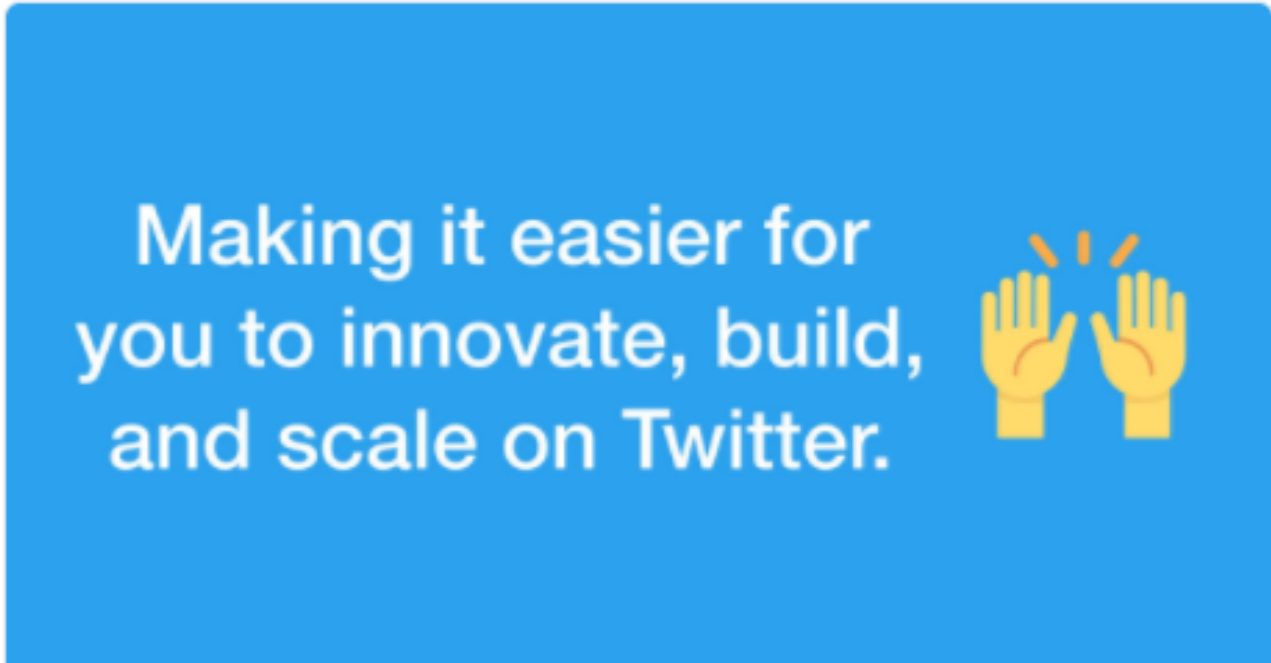 Making it easier for
you to innovate, build,
and scale on Twitter.